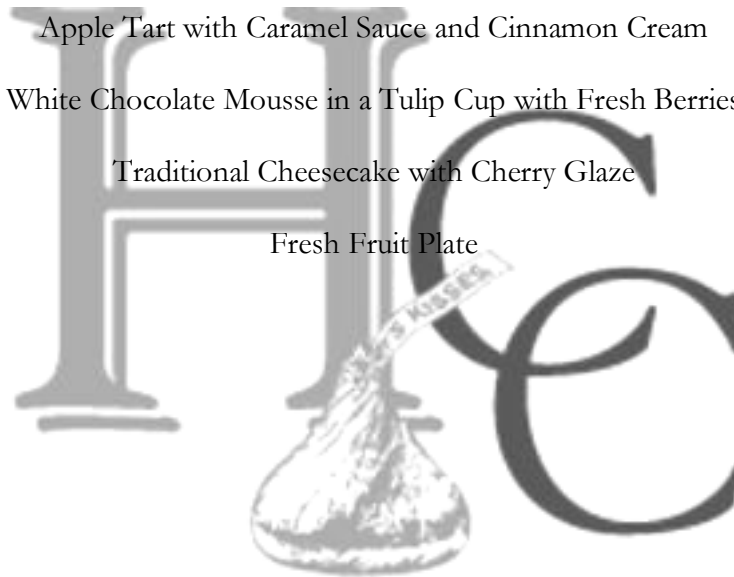 Apple Tart with Caramel Sauce and Cinnamon Cream
White Chocolate Mousse in a Tulip Cup with Fresh Berries
Traditional Cheesecake with Cherry Glaze
Fresh Fruit Plate
H
C
C
KISSES